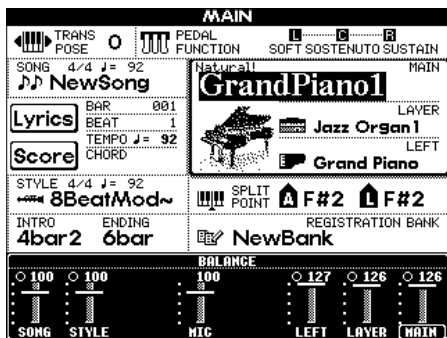 MAIN
TRANSPOSE 0
PEDAL FUNCTION
L C R
SOFT SOSTENUTO SUSTAIN
SONG 4/4 ♩= 92
NewSong
Natural! MAIN
GrandPiano1
Lyrics
BAR 001
BEAT 1
TEMPO ♩= 92
CHORD
Score
LAYER
Jazz Organ1
LEFT
Grand Piano
STYLE 4/4 ♩= 92
8BeatMod~
SPLIT POINT A F#2 L F#2
INTRO ENDING
4bar2 6bar
REGISTRATION BANK
NewBank
BALANCE
100 100 100 127 126 126
SONG STYLE MIC LEFT LAYER MAIN